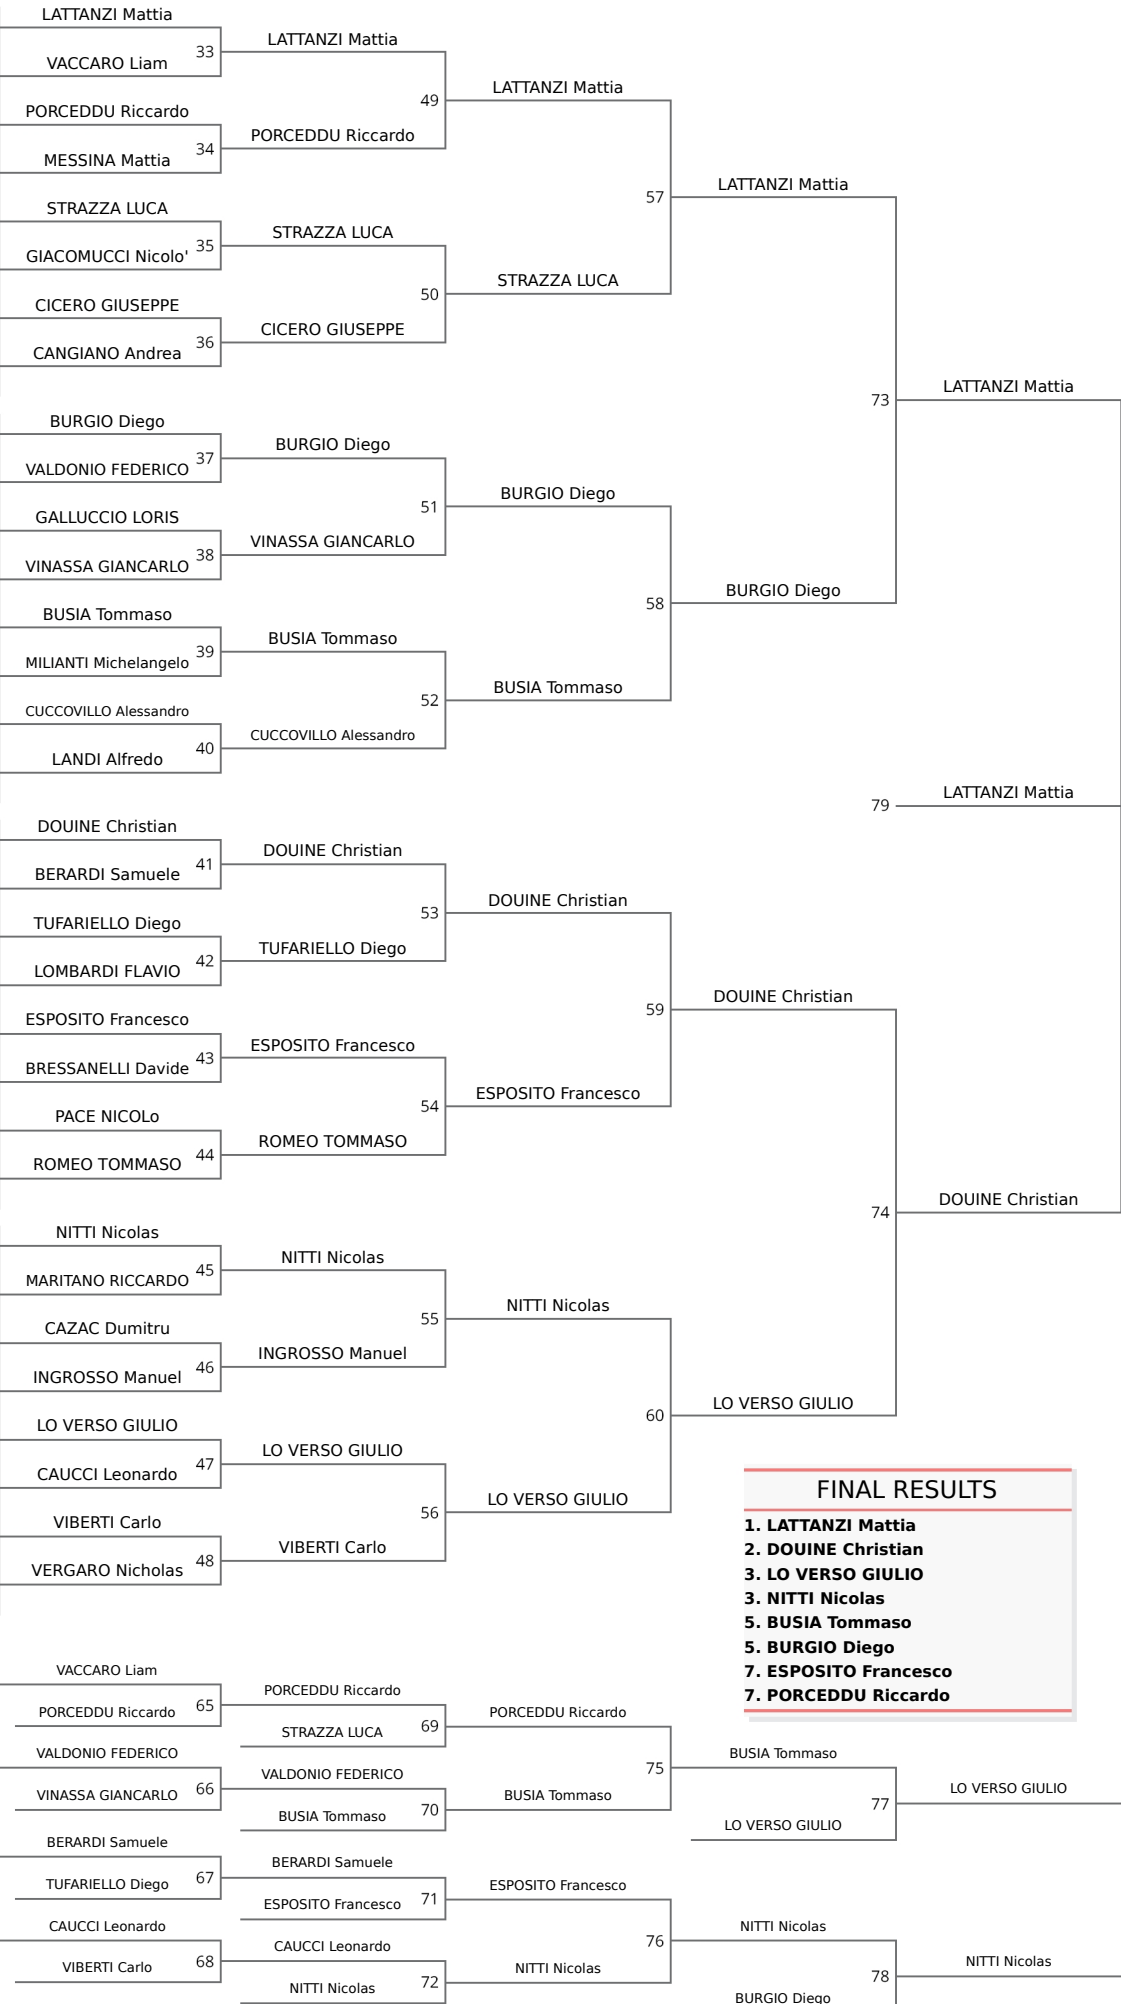 LATTANZI Mattia
33
VACCARO Liam
LATTANZI Mattia
49
PORCEDDU Riccardo
34
MESSINA Mattia
PORCEDDU Riccardo
LATTANZI Mattia
57
STRAZZA LUCA
35
GIACOMUCCI Nicolo'
STRAZZA LUCA
50
CICERO GIUSEPPE
36
CANGIANO Andrea
CICERO GIUSEPPE
STRAZZA LUCA
LATTANZI Mattia
73
BURGIO Diego
37
VALDONIO FEDERICO
BURGIO Diego
51
GALLUCCIO LORIS
38
VINASSA GIANCARLO
VINASSA GIANCARLO
BURGIO Diego
58
BUSIA Tommaso
39
MILIANTI Michelangelo
BUSIA Tommaso
52
CUCCOVILLO Alessandro
40
LANDI Alfredo
CUCCOVILLO Alessandro
BUSIA Tommaso
BURGIO Diego
LATTANZI Mattia
79
LATTANZI Mattia
DOUINE Christian
41
BERARDI Samuele
DOUINE Christian
53
TUFARIELLO Diego
42
LOMBARDI FLAVIO
TUFARIELLO Diego
DOUINE Christian
59
ESPOSITO Francesco
43
BRESSANELLI Davide
ESPOSITO Francesco
54
PACE NICOLo
44
ROMEO TOMMASO
ROMEO TOMMASO
ESPOSITO Francesco
DOUINE Christian
74
DOUINE Christian
NITTI Nicolas
45
MARITANO RICCARDO
NITTI Nicolas
55
CAZAC Dumitru
46
INGROSSO Manuel
INGROSSO Manuel
NITTI Nicolas
60
LO VERSO GIULIO
47
CAUCCI Leonardo
LO VERSO GIULIO
56
VIBERTI Carlo
48
VERGARO Nicholas
VIBERTI Carlo
LO VERSO GIULIO
LO VERSO GIULIO
FINAL RESULTS
1. LATTANZI Mattia
2. DOUINE Christian
3. LO VERSO GIULIO
3. NITTI Nicolas
5. BUSIA Tommaso
5. BURGIO Diego
7. ESPOSITO Francesco
7. PORCEDDU Riccardo
VACCARO Liam
65
PORCEDDU Riccardo
PORCEDDU Riccardo
69
STRAZZA LUCA
PORCEDDU Riccardo
75
VALDONIO FEDERICO
66
VINASSA GIANCARLO
VALDONIO FEDERICO
70
BUSIA Tommaso
BUSIA Tommaso
BUSIA Tommaso
77
LO VERSO GIULIO
LO VERSO GIULIO
BERARDI Samuele
67
TUFARIELLO Diego
BERARDI Samuele
71
ESPOSITO Francesco
ESPOSITO Francesco
76
CAUCCI Leonardo
68
VIBERTI Carlo
CAUCCI Leonardo
72
NITTI Nicolas
NITTI Nicolas
NITTI Nicolas
78
BURGIO Diego
NITTI Nicolas